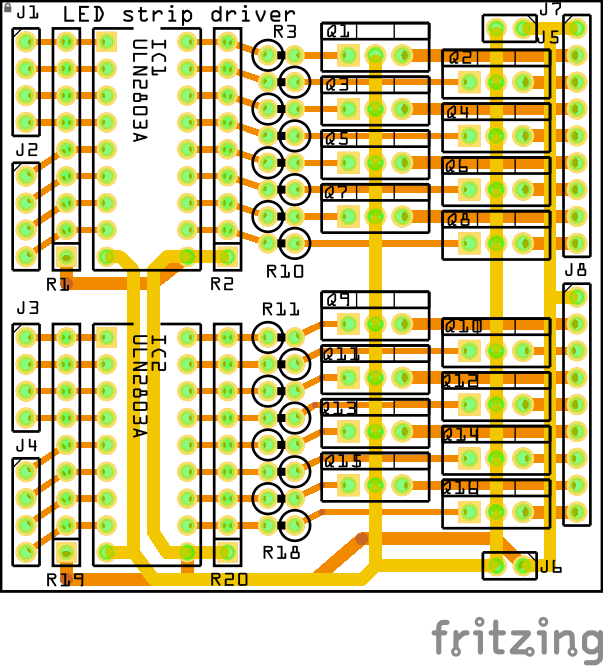 J1 LED strip driver J7
R3 Q1
J5
IC1
ULN2803A
Q2
Q3
Q4
J2 Q5
Q6
Q7
Q8
R1 R2 R10 J8
J3 R11 Q9
Q10
IC2
ULN2803A
Q11
Q12
Q13
J4 Q14
Q15
Q16
R18
R19 R20 J6
fritzing